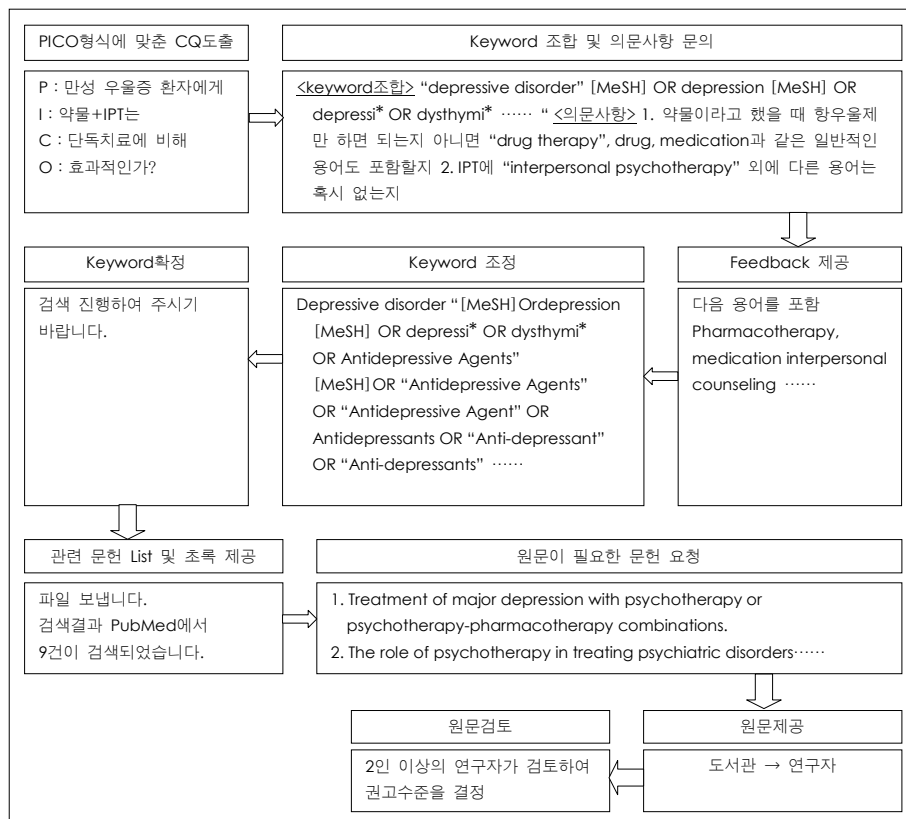 PICO형식에 맞춘 CQ도출
P : 만성 우울증 환자에게
I : 약물+IPT는
C : 단독치료에 비해
O : 효과적인가?
Keyword 조합 및 의문사항 문의
<keyword조합> “depressive disorder” [MeSH] OR depression [MeSH] OR
depressi* OR dysthymi* …… “ <의문사항> 1. 약물이라고 했을 때 항우울제
만 하면 되는지 아니면 “drug therapy”, drug, medication과 같은 일반적인
용어도 포함할지 2. IPT에 “interpersonal psychotherapy” 외에 다른 용어는
혹시 없는지
Feedback 제공
다음 용어를 포함
Pharmacotherapy,
medication interpersonal
counseling ……
Keyword 조정
Depressive disorder “[MeSH]Ordepression
[MeSH] OR depressi* OR dysthymi*
OR Antidepressive Agents”
[MeSH]OR “Antidepressive Agents”
OR “Antidepressive Agent” OR
Antidepressants OR “Anti-depressant”
OR “Anti-depressants” ……
Keyword확정
검색 진행하여 주시기
바랍니다.
관련 문헌 List 및 초록 제공
파일 보냅니다.
검색결과 PubMed에서
9건이 검색되었습니다.
원문이 필요한 문헌 요청
1. Treatment of major depression with psychotherapy or
psychotherapy-pharmacotherapy combinations.
2. The role of psychotherapy in treating psychiatric disorders……
원문제공
도서관 → 연구자
원문검토
2인 이상의 연구자가 검토하여
권고수준을 결정